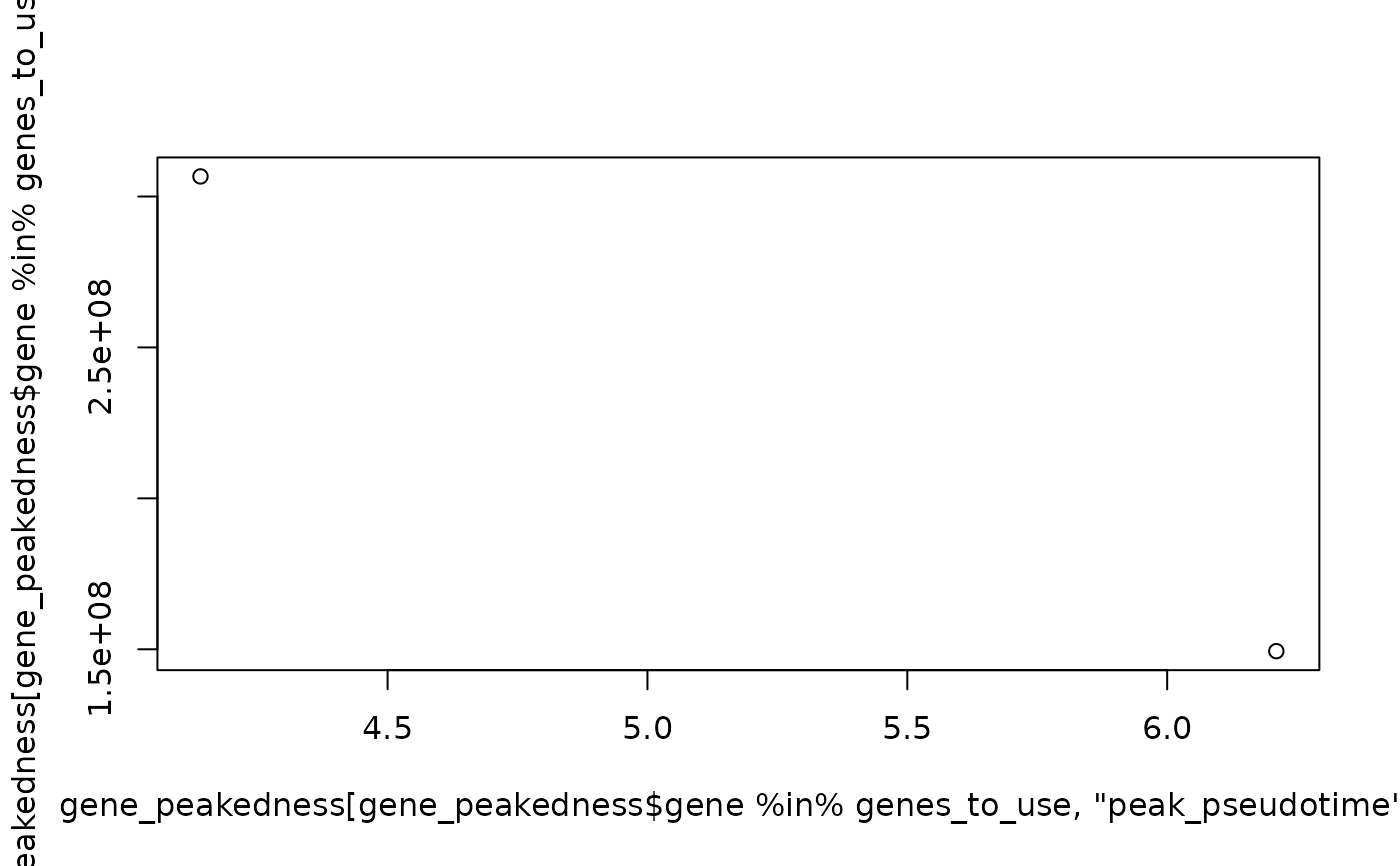 eakedness[gene_peakedness$gene %in% genes_to_us
2.5e+08
1.5e+08
4.5 5.0 5.5 6.0
gene_peakedness[gene_peakedness$gene %in% genes_to_use, "peak_pseudotime"